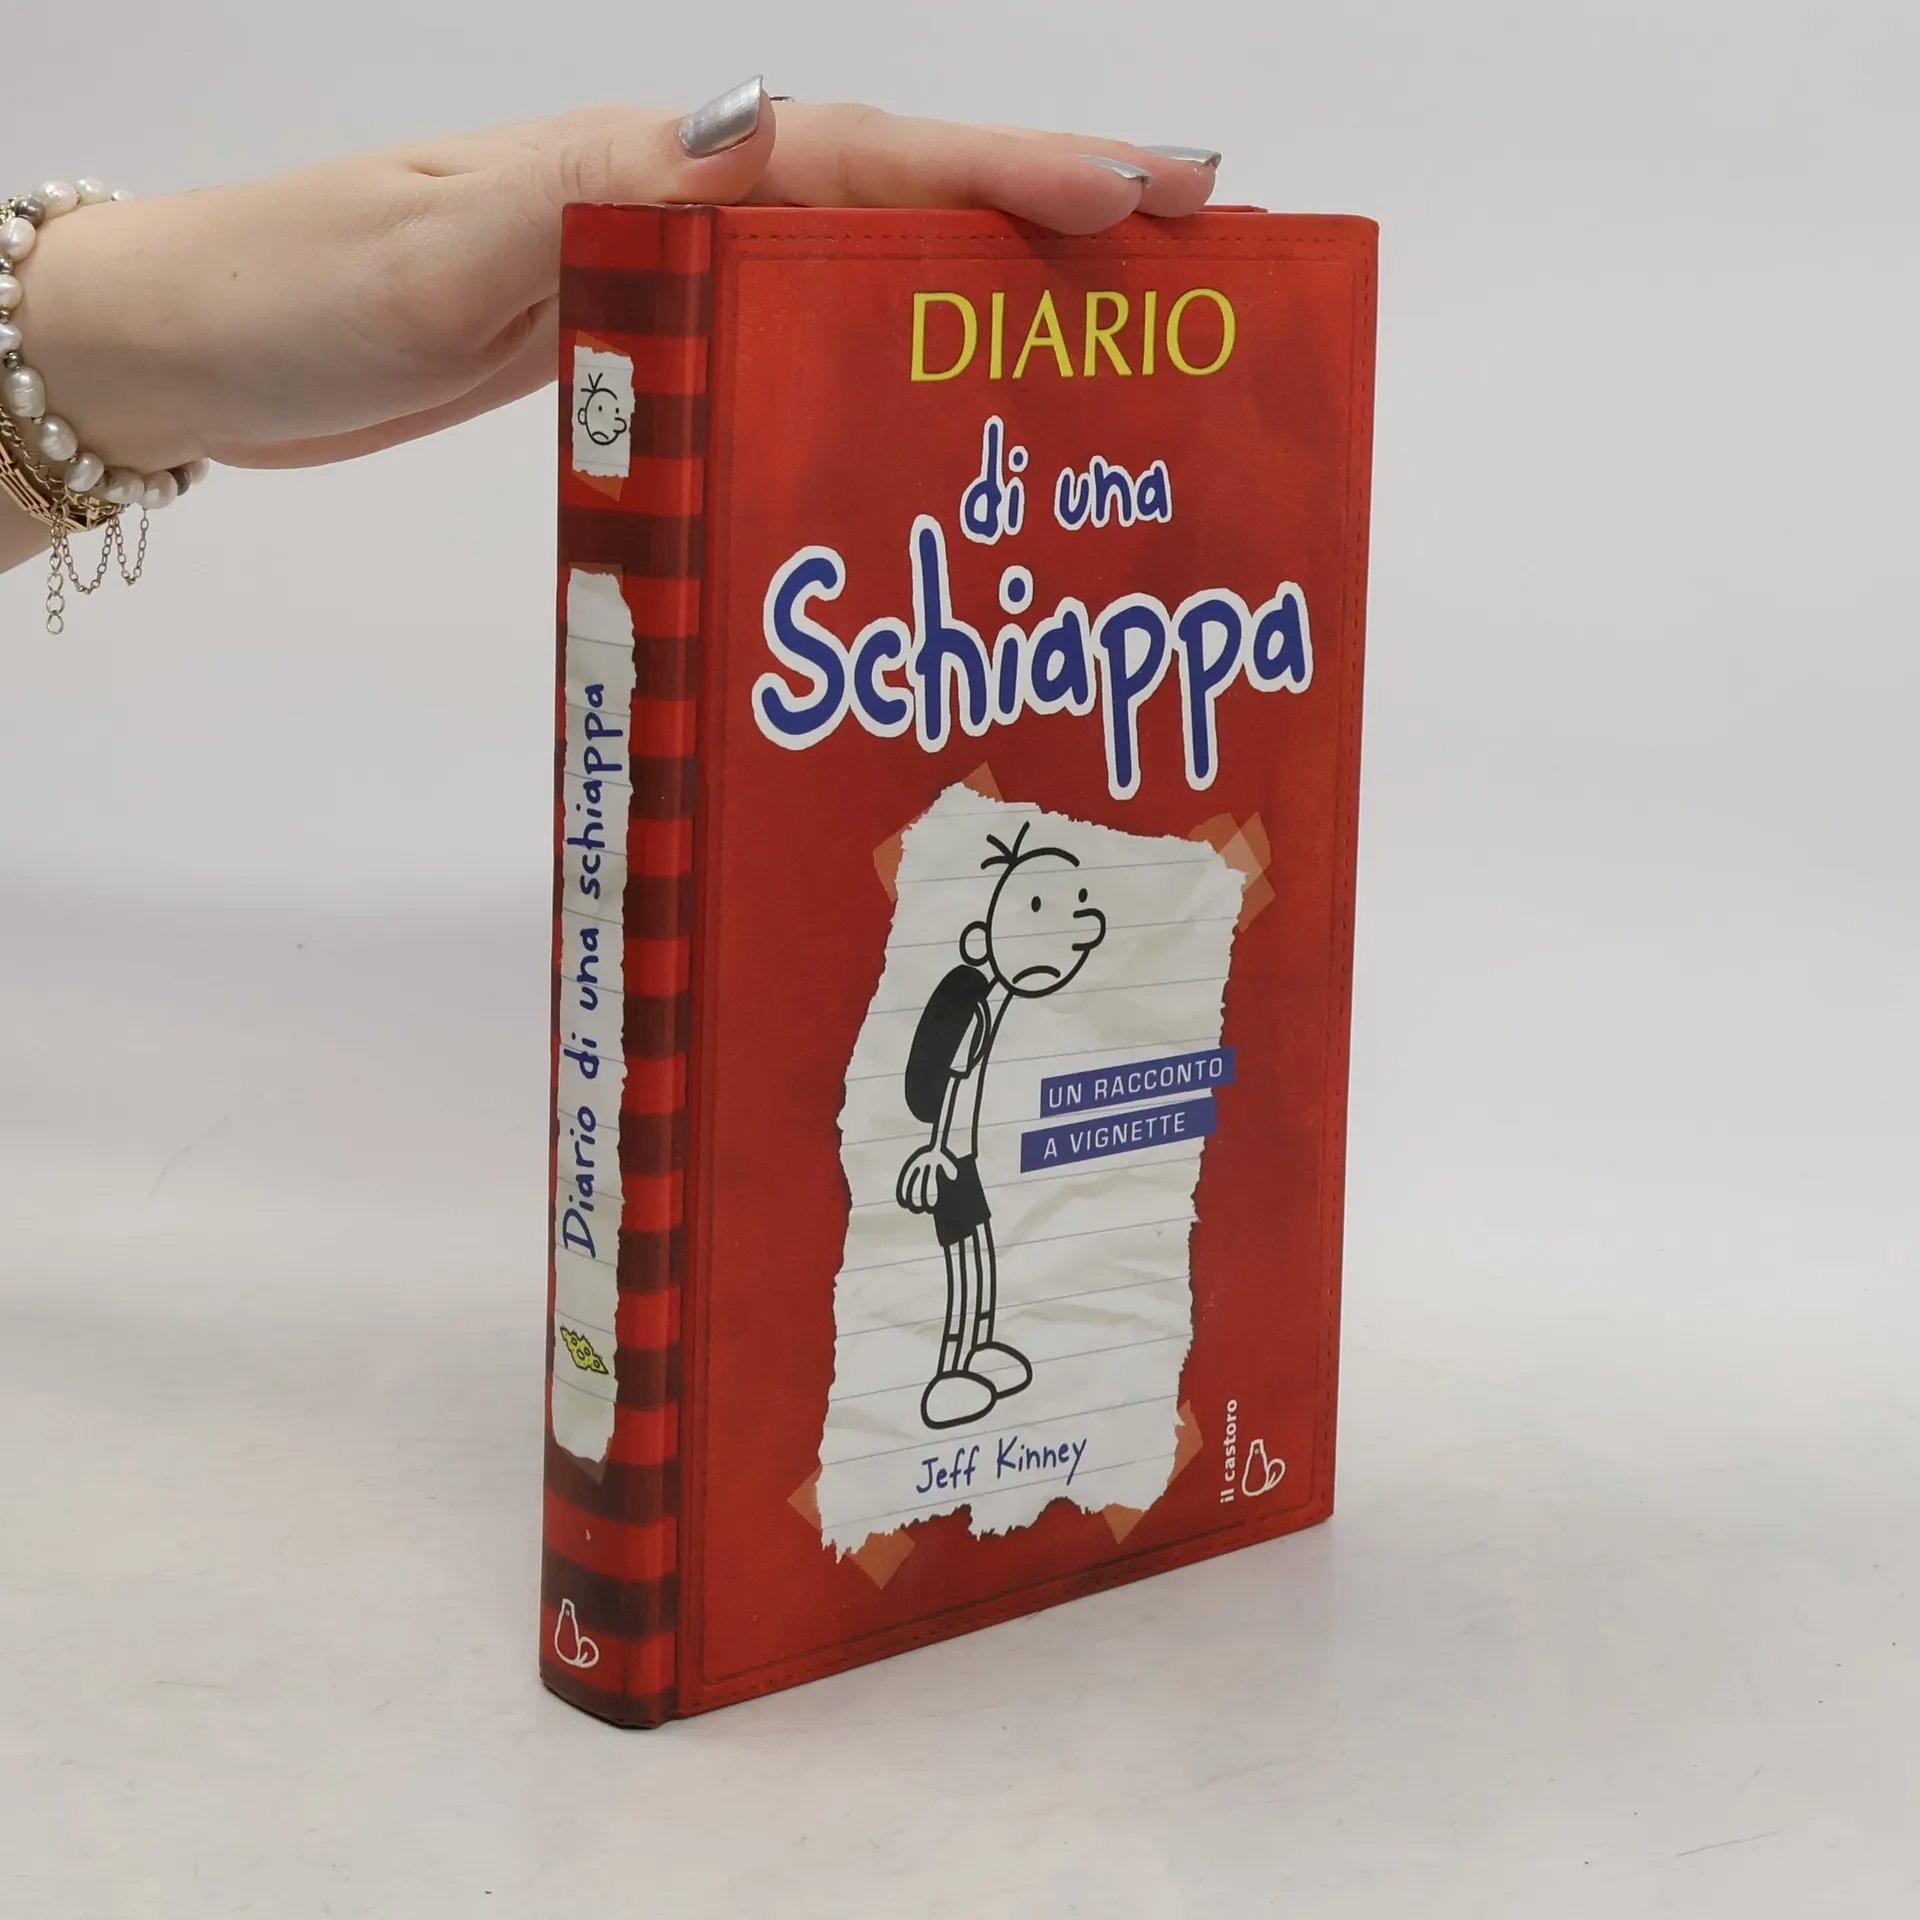 DIARIO
di una
Schiappa
UN RACCONTO
A VIGNETTE
Jeff Kinney
il castoro
Diario di una schiappa